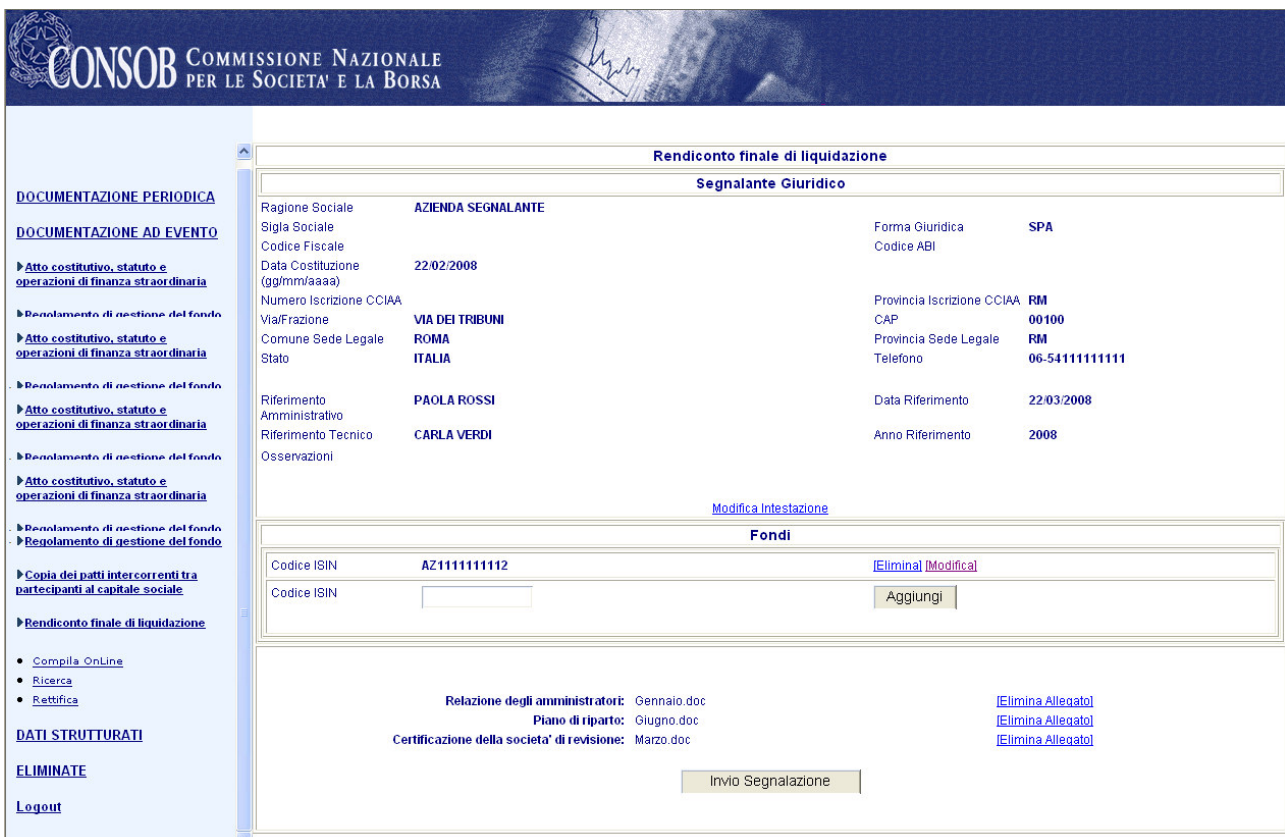 CONSOB COMMISSIONE NAZIONALE
PER LE SOCIETA' E LA BORSA
DOCUMENTAZIONE PERIODICA
DOCUMENTAZIONE AD EVENTO
Atto costitutivo, statuto e
operazioni di finanza straordinaria
Regolamento di gestione del fondo
Atto costitutivo, statuto e
operazioni di finanza straordinaria
Regolamento di gestione del fondo
Atto costitutivo, statuto e
operazioni di finanza straordinaria
Regolamento di gestione del fondo
Atto costitutivo, statuto e
operazioni di finanza straordinaria
Regolamento di gestione del fondo
Regolamento di gestione del fondo
Copia dei patti intercorrenti tra
partecipanti al capitale sociale
Rendiconto finale di liquidazione
Compila OnLine
Ricerca
Rettifica
DATI STRUTTURATI
ELIMINATE
Logout
Rendiconto finale di liquidazione
Segnalante Giuridico
Ragione Sociale AZIENDA SEGNALANTE
Sigla Sociale Forma Giuridica SPA
Codice Fiscale Codice ABI
Data Costituzione 22/02/2008
(gg/mm/aaaa)
Numero Iscrizione CCIAA Provincia Iscrizione CCIAA RM
Via/Frazione VIA DEI TRIBUNI CAP 00100
Comune Sede Legale ROMA Provincia Sede Legale RM
Stato ITALIA Telefono 06-54111111111
Riferimento PAOLA ROSSI Data Riferimento 22/03/2008
Amministrativo
Riferimento Tecnico CARLA VERDI Anno Riferimento 2008
Osservazioni
Modifica Intestazione
Fondi
Codice ISIN AZ1111111112 [Elimina] [Modifica]
Codice ISIN Aggiungi
Relazione degli amministratori: Gennaio.doc [Elimina Allegato]
Piano di riparto: Giugno.doc [Elimina Allegato]
Certificazione della societa' di revisione: Marzo.doc [Elimina Allegato]
Invio Segnalazione